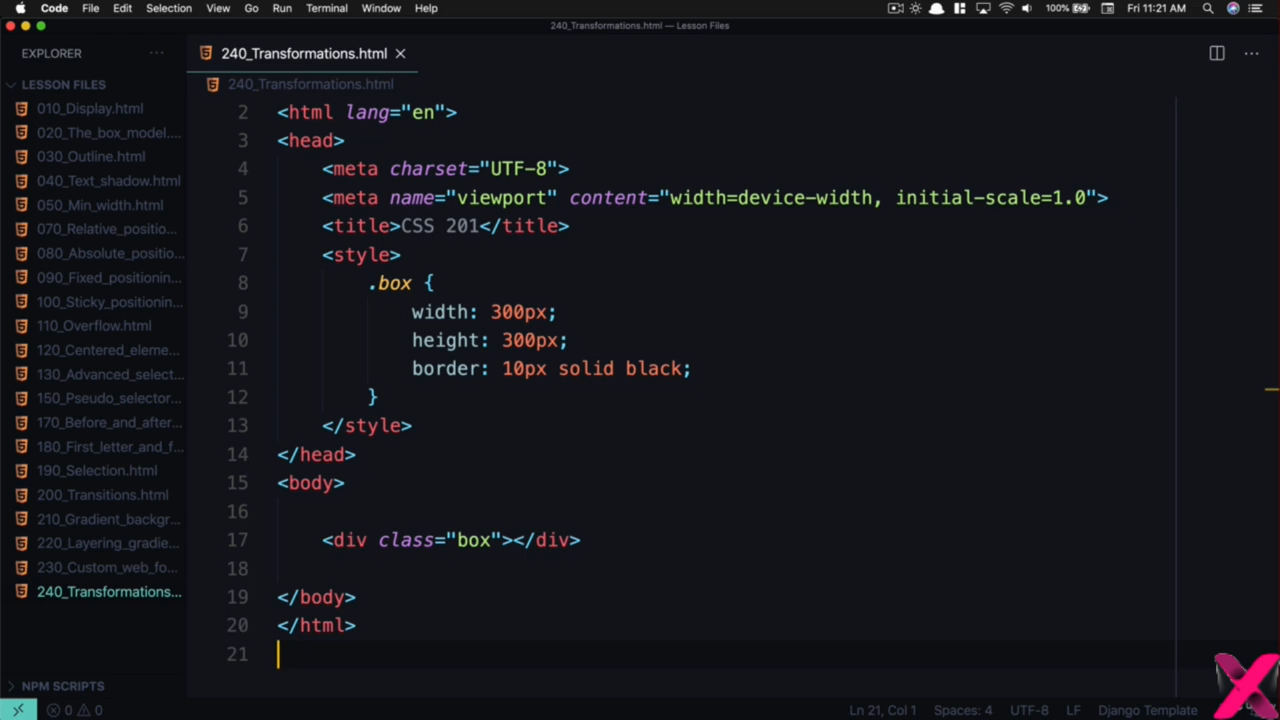 Code File Edit Selection View Go Run Terminal Window Help 100% Fri 11:21 AM
240_Transformations.html — Lesson Files
EXPLORER ··· 240_Transformations.html
LESSON FILES
240_Transformations.html
010_Display.html
020_The_box_model....
030_Outline.html
040_Text_shadow.html
050_Min_width.html
070_Relative_positio...
080_Absolute_positio...
090_Fixed_positionin...
100_Sticky_positionin...
110_Overflow.html
120_Centered_eleme...
130_Advanced_select...
150_Pseudo_selector...
170_Before_and_after...
180_First_letter_and_f...
190_Selection.html
200_Transitions.html
210_Gradient_backgr...
220_Layering_gradie...
230_Custom_web_fo...
240_Transformations...
NPM SCRIPTS
2 <html lang="en">
3 <head>
4 <meta charset="UTF-8">
5 <meta name="viewport" content="width=device-width, initial-scale=1.0">
6 <title>CSS 201</title>
7 <style>
8 .box {
9 width: 300px;
10 height: 300px;
11 border: 10px solid black;
12 }
13 </style>
14 </head>
15 <body>
16
17 <div class="box"></div>
18
19 </body>
20 </html>
21
0 0 Ln 21, Col 1 Spaces: 4 UTF-8 LF Django Template